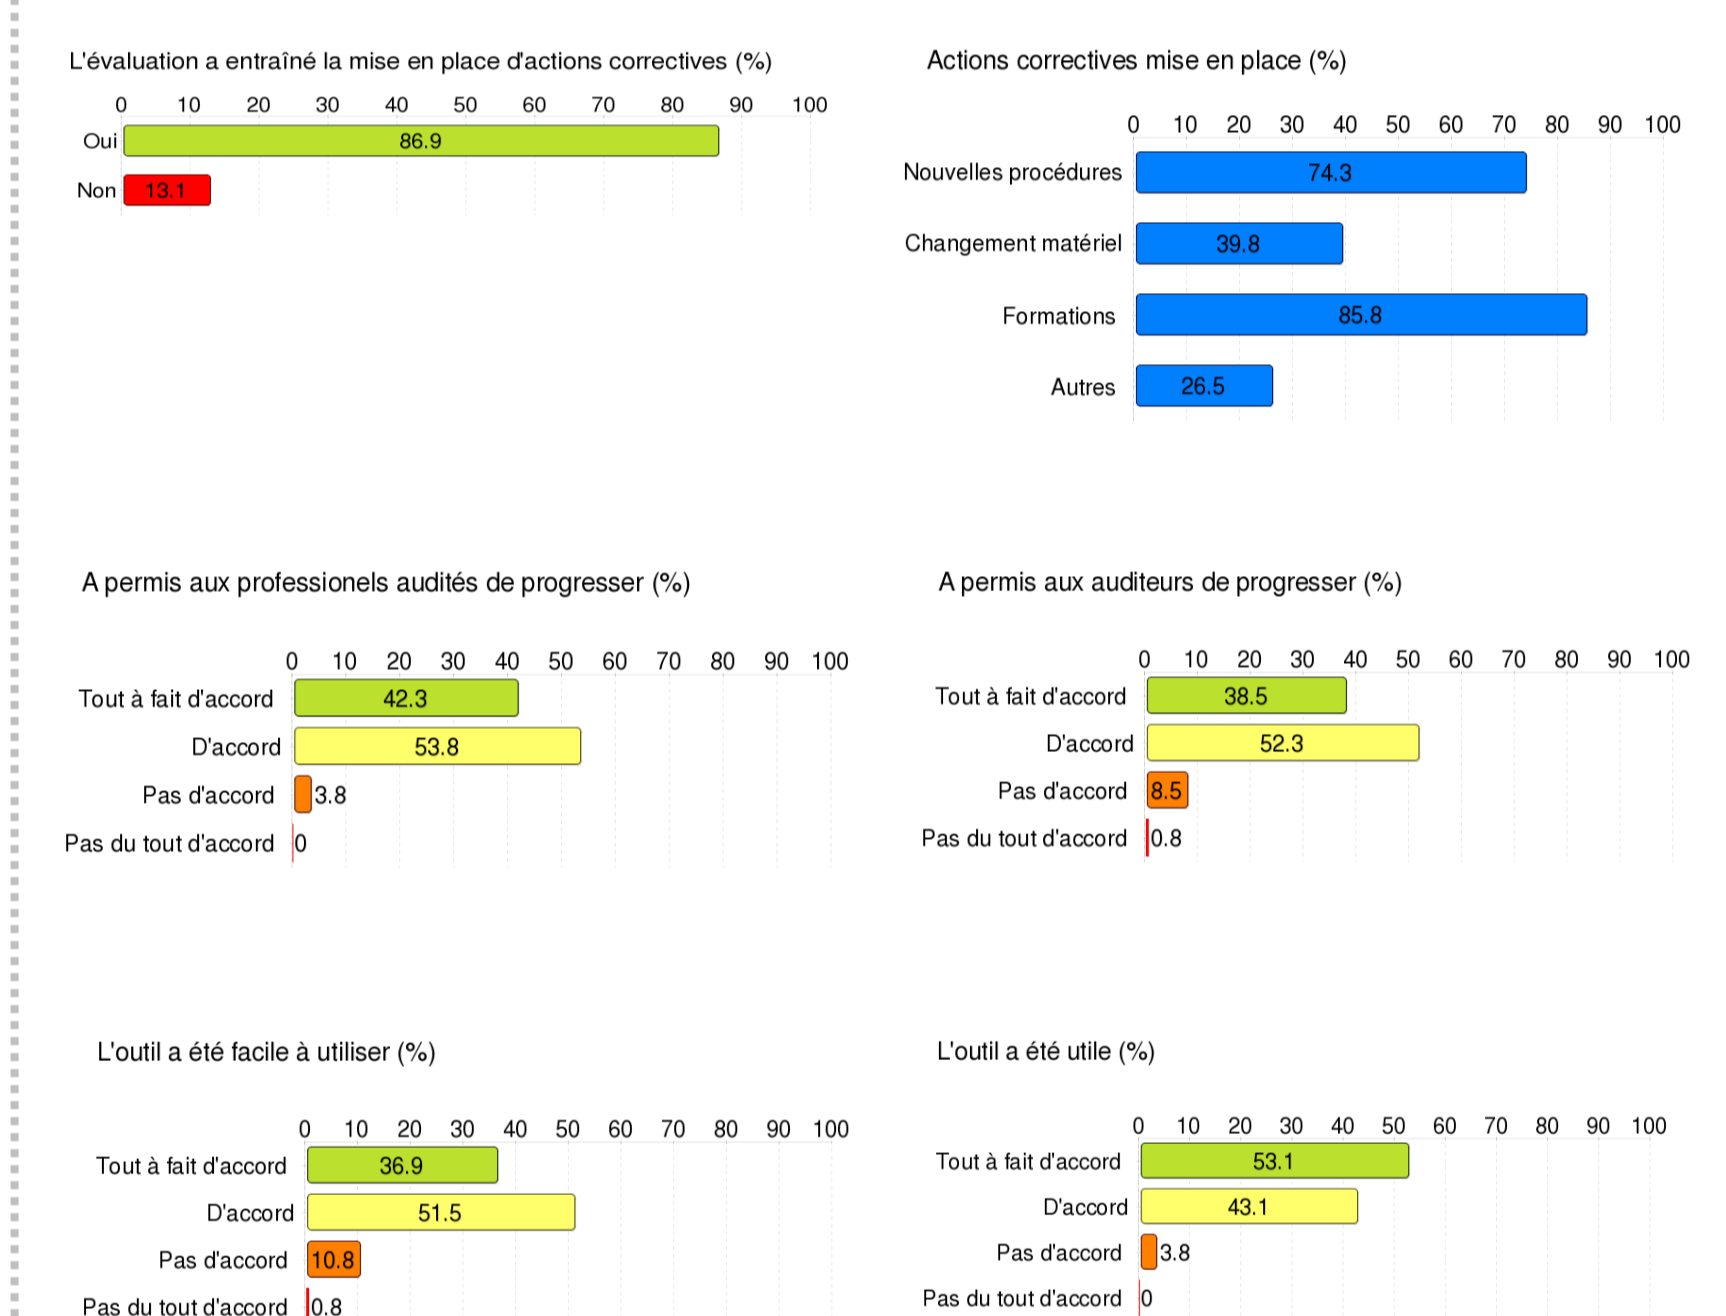 L'évaluation a entraîné la mise en place d'actions correctives (%)
0 10 20 30 40 50 60 70 80 90 100
Oui 86.9
Non 13.1
Actions correctives mise en place (%)
0 10 20 30 40 50 60 70 80 90 100
Nouvelles procédures 74.3
Changement matériel 39.8
Formations 85.8
Autres 26.5
A permis aux professionels audités de progresser (%)
0 10 20 30 40 50 60 70 80 90 100
Tout à fait d'accord 42.3
D'accord 53.8
Pas d'accord 3.8
Pas du tout d'accord 0
A permis aux auditeurs de progresser (%)
0 10 20 30 40 50 60 70 80 90 100
Tout à fait d'accord 38.5
D'accord 52.3
Pas d'accord 8.5
Pas du tout d'accord 0.8
L'outil a été facile à utiliser (%)
0 10 20 30 40 50 60 70 80 90 100
Tout à fait d'accord 36.9
D'accord 51.5
Pas d'accord 10.8
Pas du tout d'accord 0.8
L'outil a été utile (%)
0 10 20 30 40 50 60 70 80 90 100
Tout à fait d'accord 53.1
D'accord 43.1
Pas d'accord 3.8
Pas du tout d'accord 0